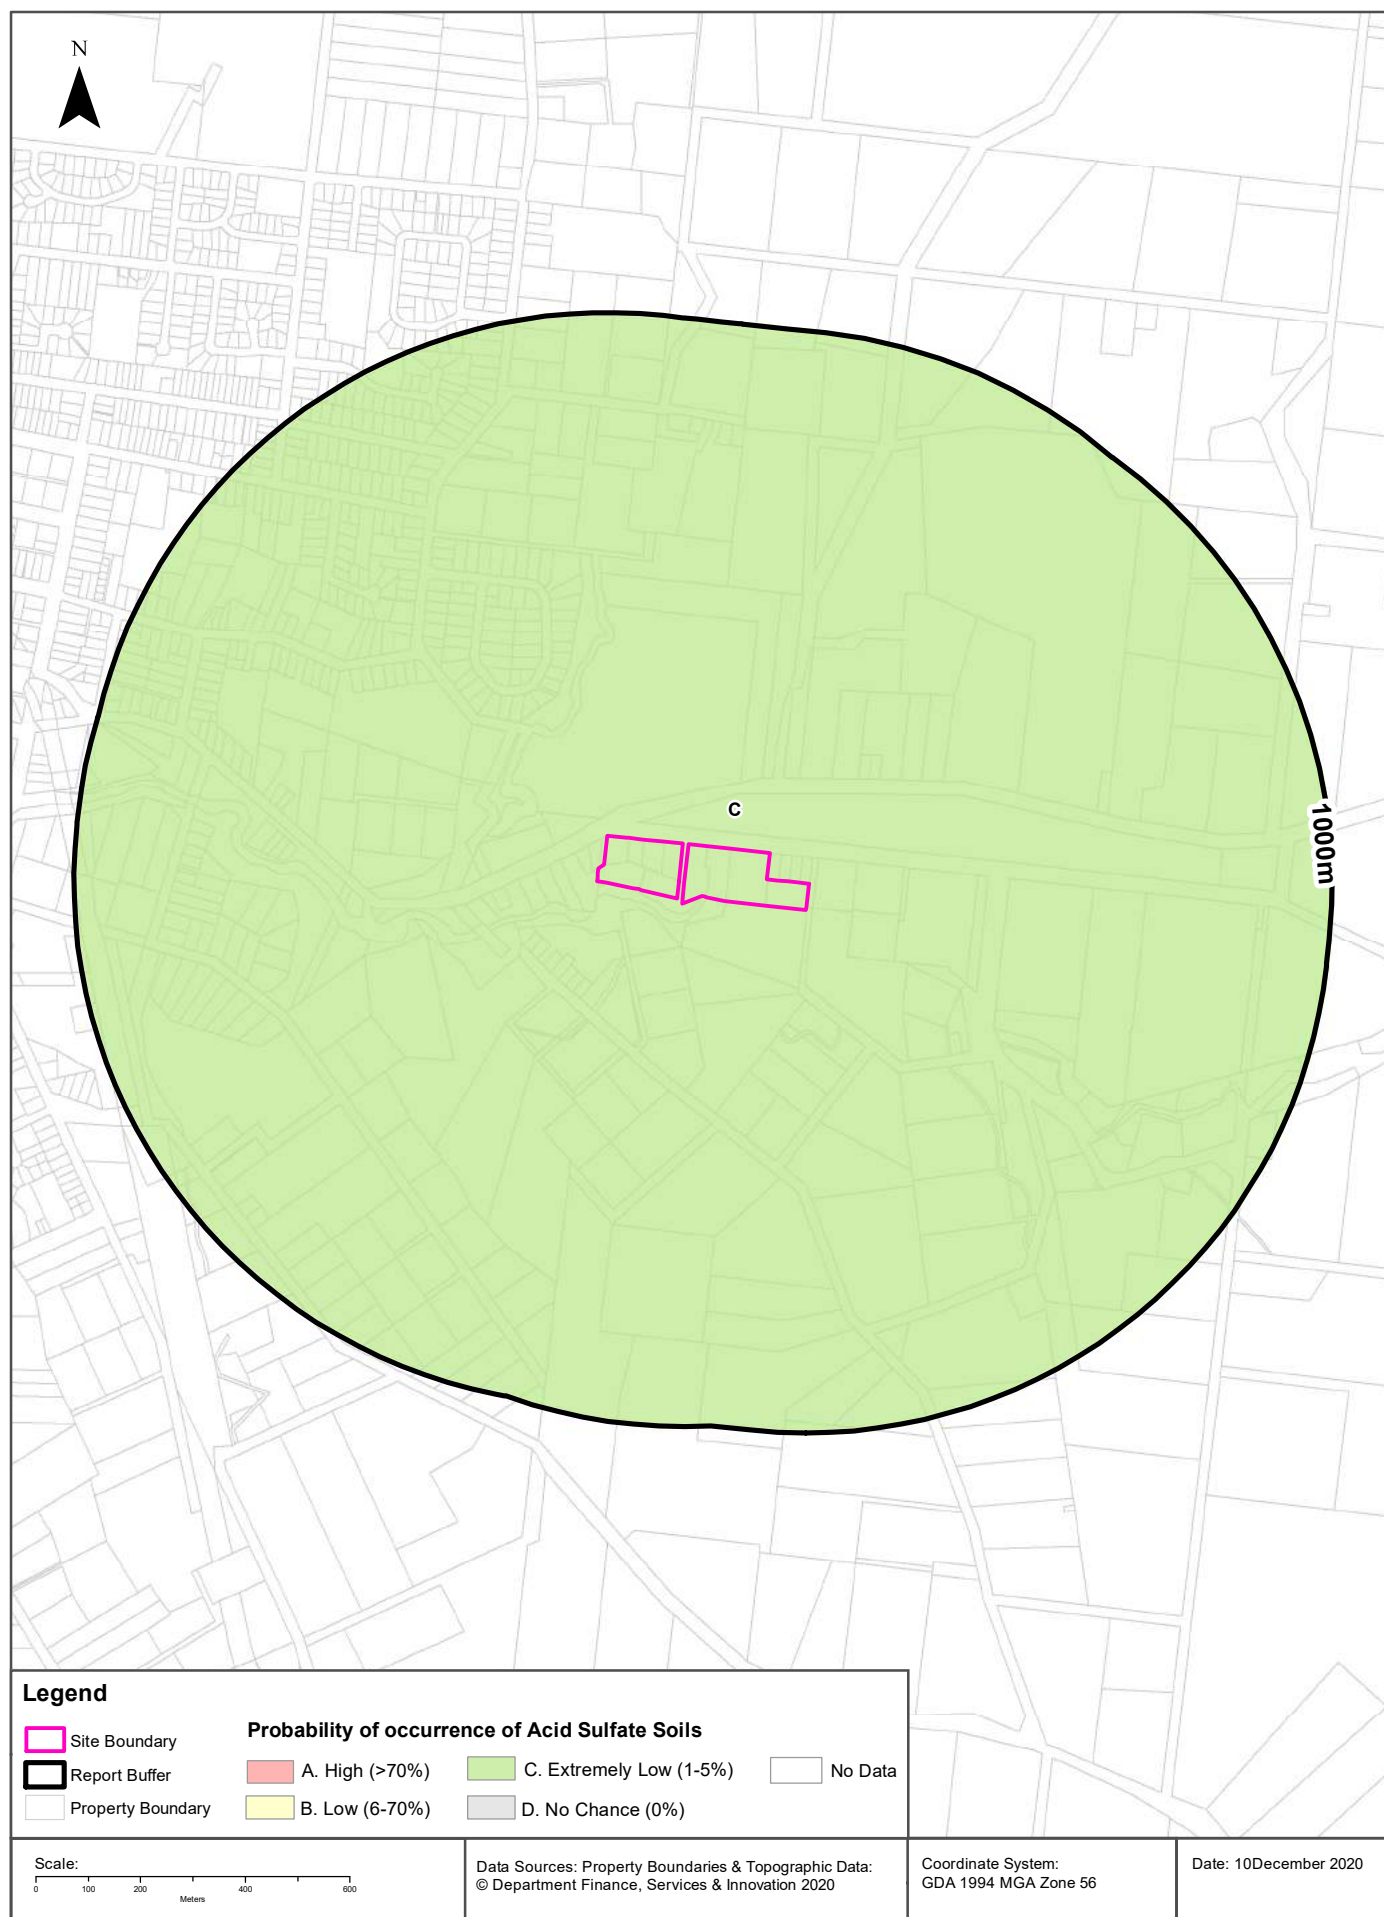 N
C
1000m
Legend
Site Boundary
Report Buffer
Property Boundary
Probability of occurrence of Acid Sulfate Soils
A. High (>70%)
B. Low (6-70%)
C. Extremely Low (1-5%)
D. No Chance (0%)
No Data
Scale:
0 100 200 400 600
Meters
Data Sources: Property Boundaries & Topographic Data:
© Department Finance, Services & Innovation 2020
Coordinate System:
GDA 1994 MGA Zone 56
Date: 10December 2020